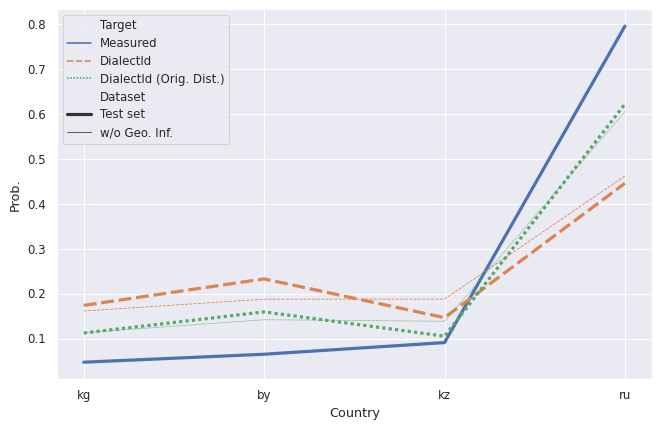 Target
Measured
DialectId
DialectId (Orig. Dist.)
Dataset
Test set
w/o Geo. Inf.
0.8
0.7
0.6
0.5
0.4
0.3
0.2
0.1
Prob.
kg by kz ru
Country